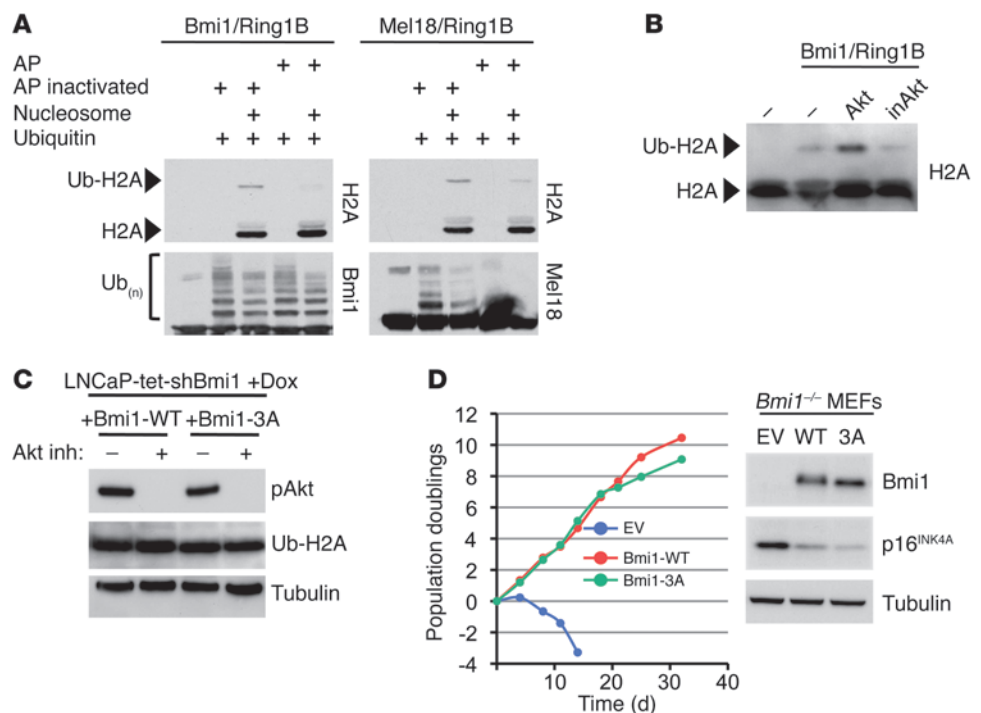 A
Bmi1/Ring1B
Mel18/Ring1B
AP
+ +
+ +
AP inactivated
+ +
+ +
Nucleosome
+ +
+ +
Ubiquitin
+ + + +
+ + + +
Ub-H2A
H2A
H2A
H2A
Ub(n)
Bmi1
Mel18
B
Bmi1/Ring1B
– – Akt inAkt
Ub-H2A
H2A
H2A
C
LNCaP-tet-shBmi1 +Dox
+Bmi1-WT +Bmi1-3A
Akt inh: – + – +
pAkt
Ub-H2A
Tubulin
D
Population doublings
12
10
8
6
4
2
0
-2
-4
10 20 30 40
Time (d)
EV
Bmi1-WT
Bmi1-3A
Bmi1–/– MEFs
EV WT 3A
Bmi1
p16INK4A
Tubulin